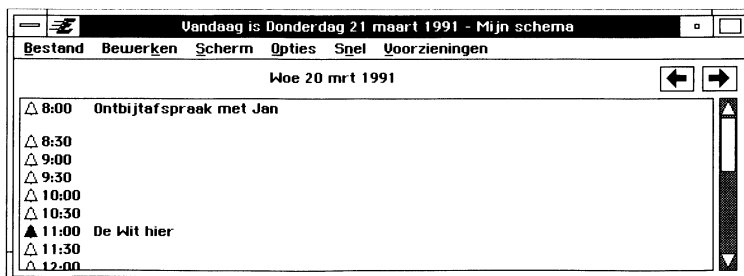 Vandaag is Donderdag 21 maart 1991 - Mijn schema
Bestand Bewerken Scherm Opties Snel Voorzieningen
Woe 20 mrt 1991
8:00 Ontbijtafspraak met Jan
8:30
9:00
9:30
10:00
10:30
11:00 De Wit hier
11:30
12:00